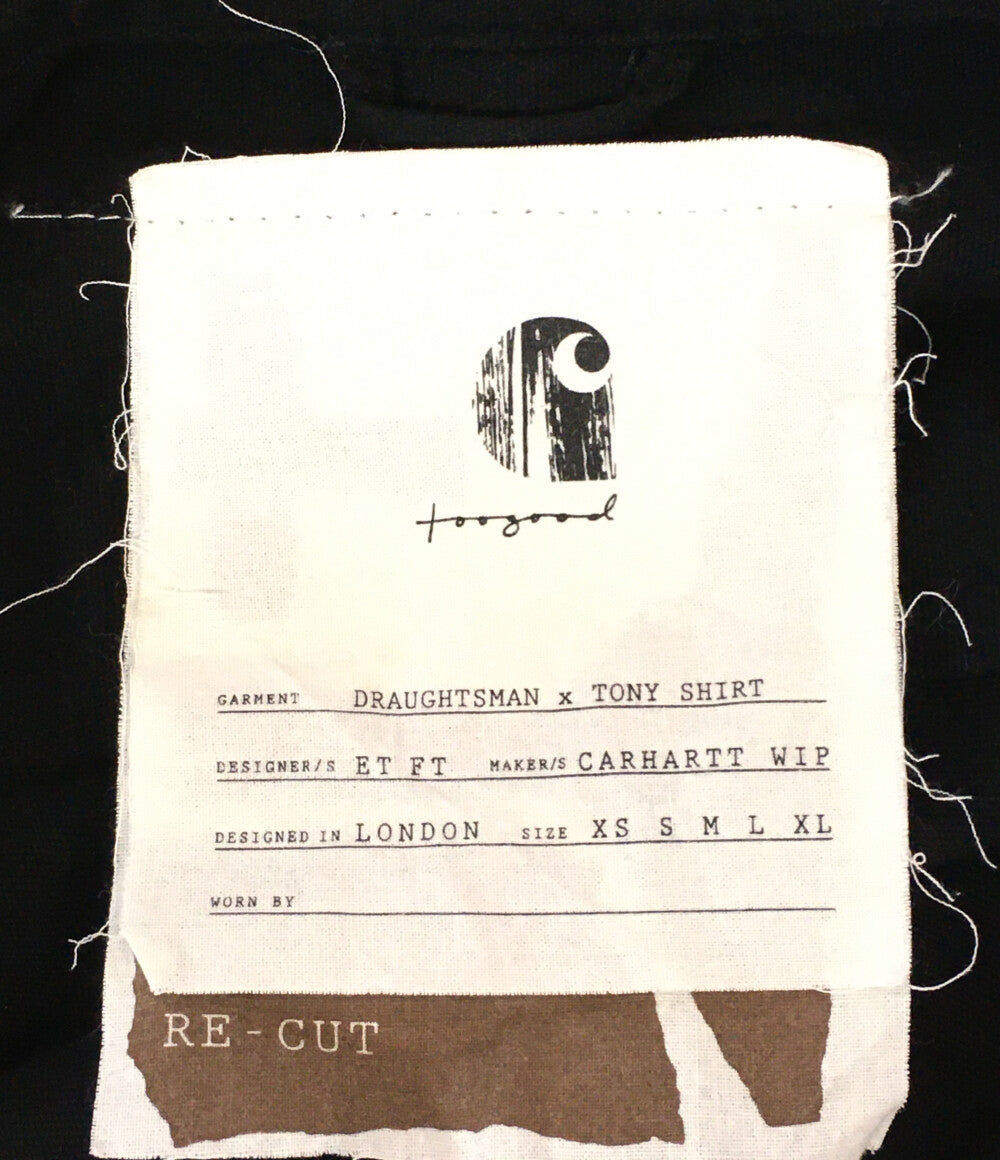 toogood
GARMENT DRAUGHTSMAN x TONY SHIRT
DESIGNER/S ET FT MAKER/S CARHARTT WIP
DESIGNED IN LONDON SIZE XS S M L XL
WORN BY
RE-CUT